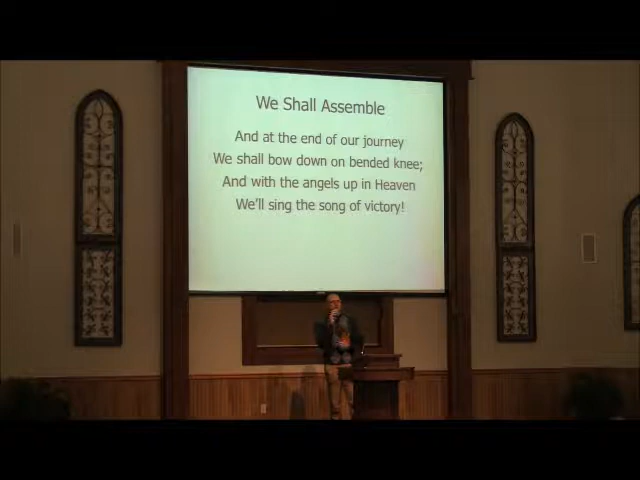 We Shall Assemble
And at the end of our journey
We shall bow down on bended knee;
And with the angels up in Heaven
We'll sing the song of victory!